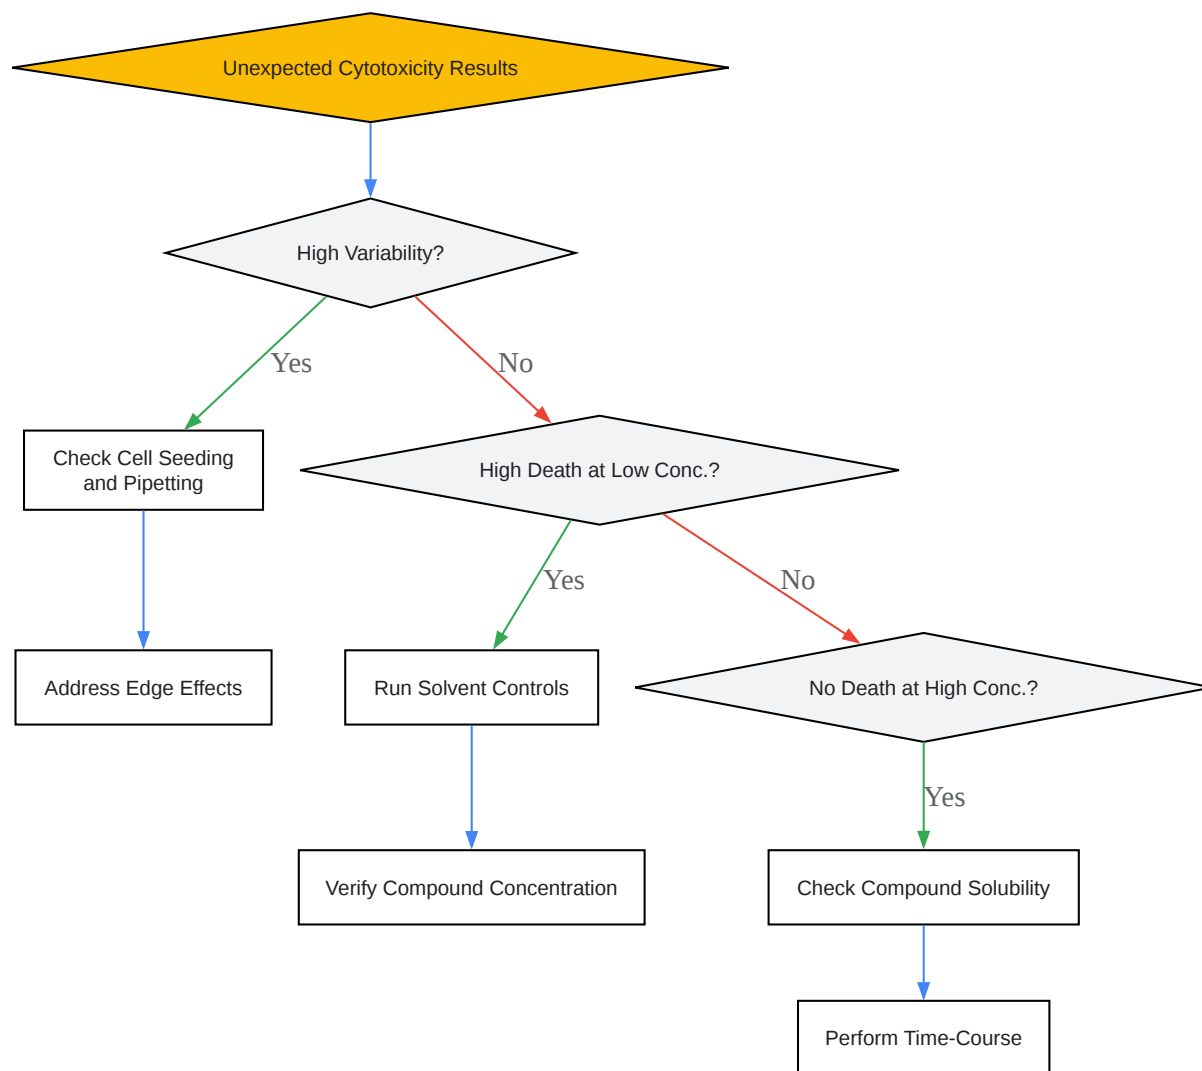 Unexpected Cytotoxicity Results
High Variability?
Yes
No
Check Cell Seeding
and Pipetting
High Death at Low Conc.?
Yes
No
Address Edge Effects
Run Solvent Controls
No Death at High Conc.?
Yes
Verify Compound Concentration
Check Compound Solubility
Perform Time-Course